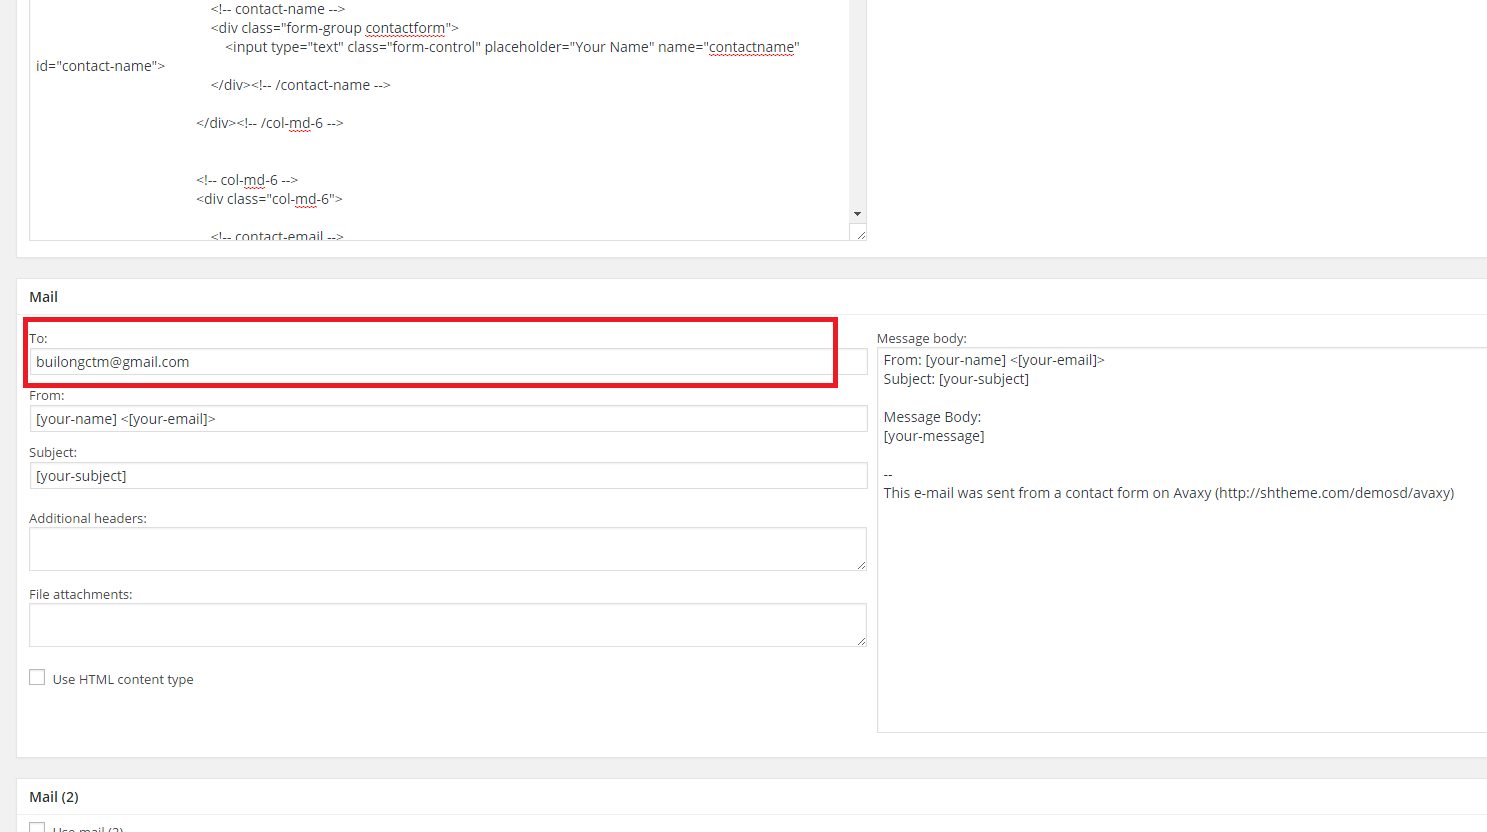 <!-- contact-name -->
<div class="form-group contactform">
<input type="text" class="form-control" placeholder="Your Name" name="contactname"
id="contact-name">
</div><!-- /contact-name -->
</div><!-- /col-md-6 -->
<!-- col-md-6 -->
<div class="col-md-6">
<!-- contact-email -->
Mail
To:
builongctm@gmail.com
From:
[your-name] <[your-email]>
Subject:
[your-subject]
Additional headers:
File attachments:
Use HTML content type
Message body:
From: [your-name] <[your-email]>
Subject: [your-subject]
Message Body:
[your-message]
--
This e-mail was sent from a contact form on Avaxy (http://shtheme.com/demosd/avaxy)
Mail (2)
Use mail (2)